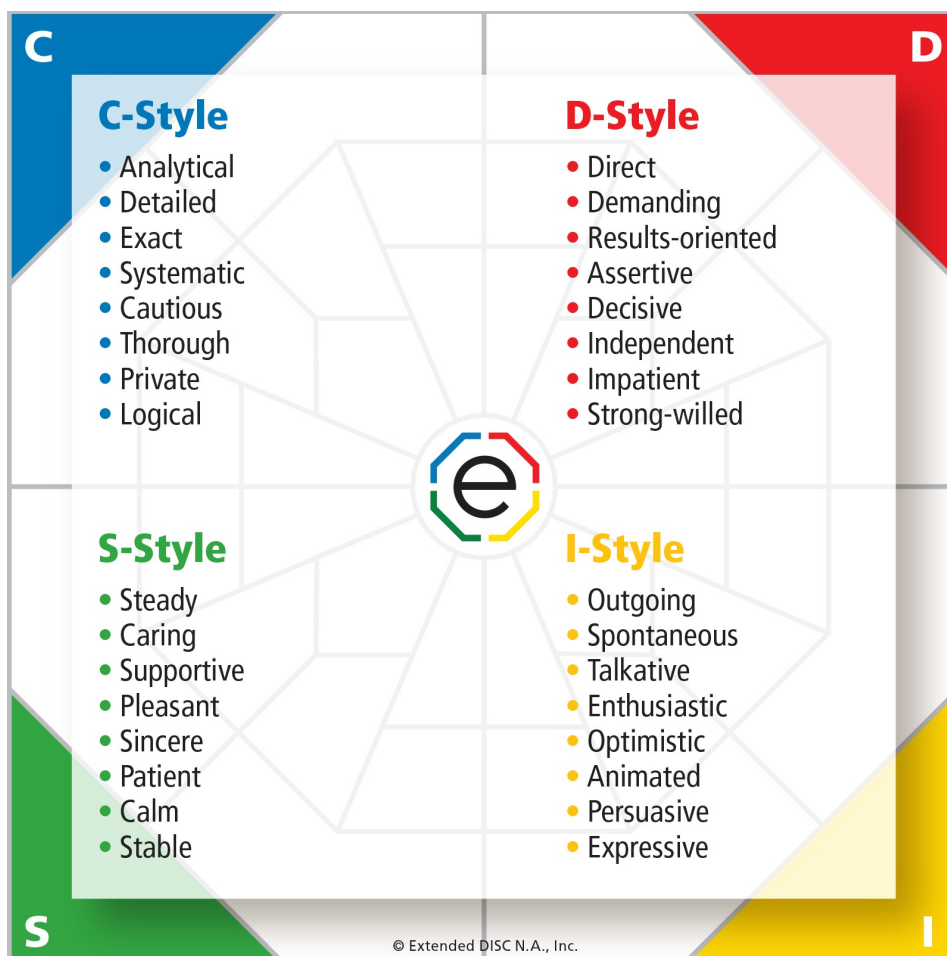 C
D
C-Style
• Analytical
• Detailed
• Exact
• Systematic
• Cautious
• Thorough
• Private
• Logical
D-Style
• Direct
• Demanding
• Results-oriented
• Assertive
• Decisive
• Independent
• Impatient
• Strong-willed
e
S-Style
• Steady
• Caring
• Supportive
• Pleasant
• Sincere
• Patient
• Calm
• Stable
I-Style
• Outgoing
• Spontaneous
• Talkative
• Enthusiastic
• Optimistic
• Animated
• Persuasive
• Expressive
S
I
© Extended DISC N.A., Inc.